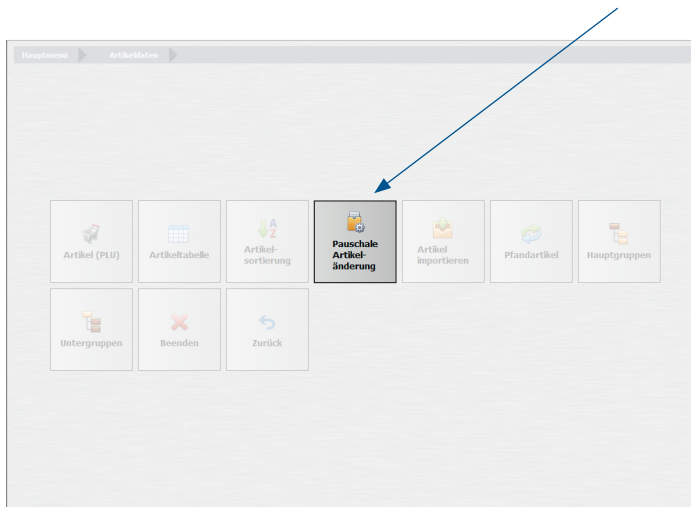 Hauptmenü Artikeldaten
Artikel (PLU)
Artikeltabelle
Artikel-
sortierung
Pauschale
Artikel-
änderung
Artikel
importieren
Pfandartikel
Hauptgruppen
Untergruppen
Beenden
Zurück